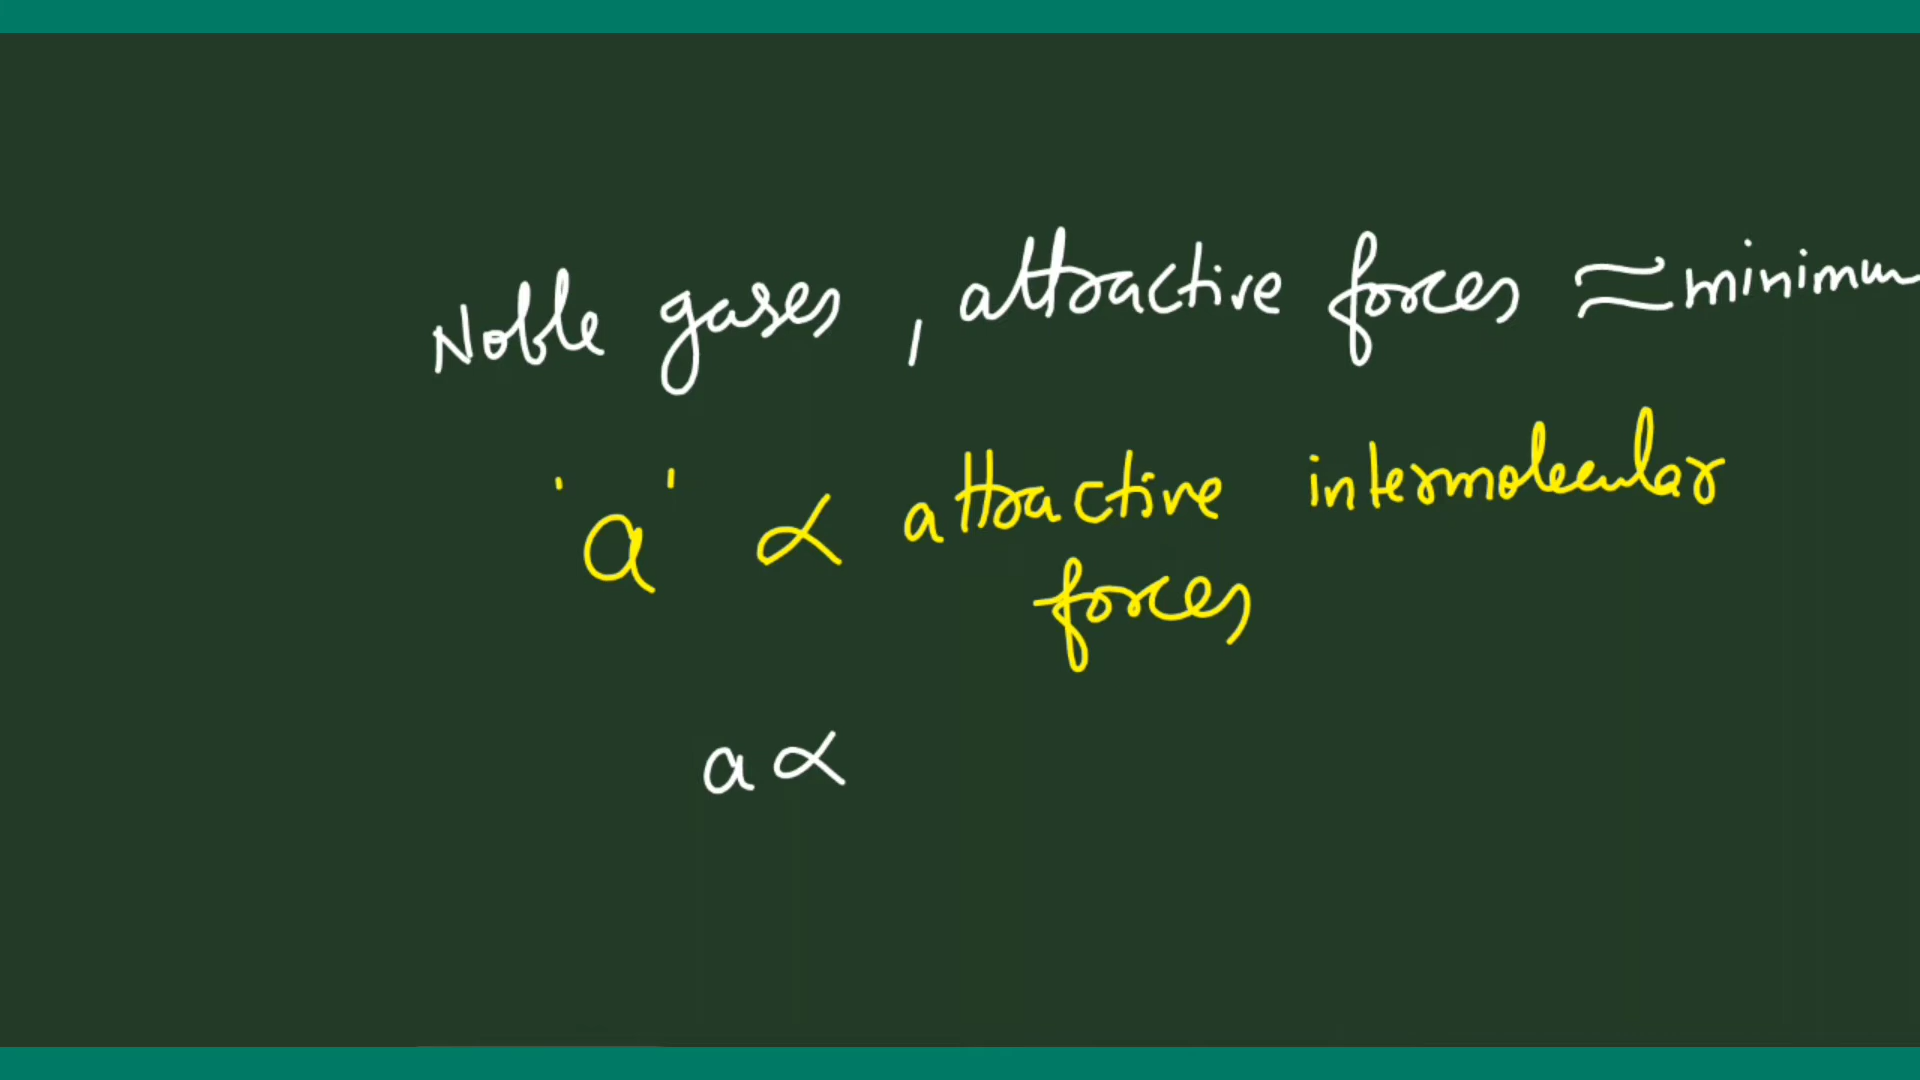 Noble gases , attractive forces ≈ minimum
'a' ∝ attractive intermolecular
forces
a ∝